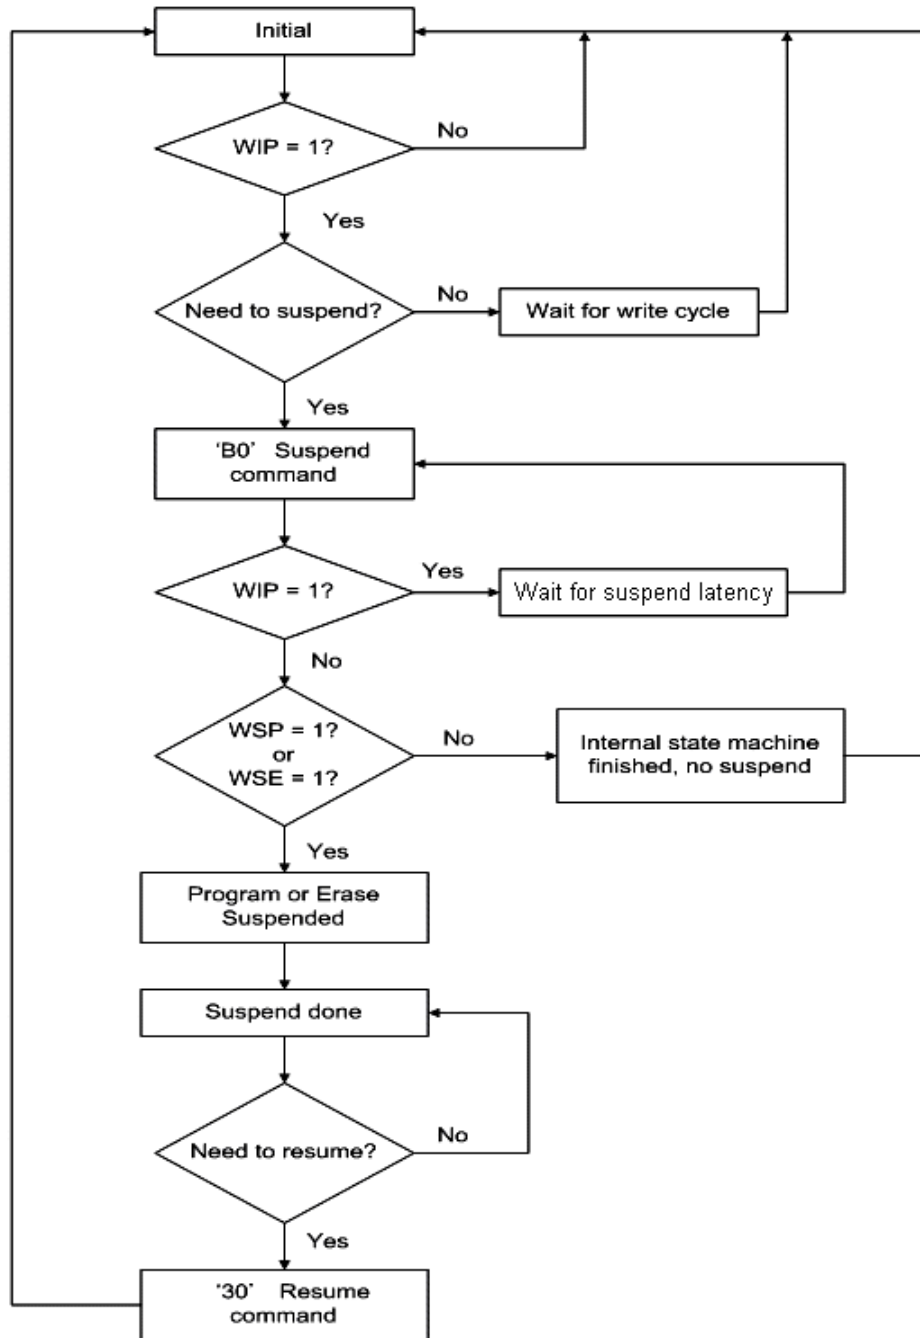 Initial
WIP = 1?
No
Yes
Need to suspend?
No
Wait for write cycle
Yes
‘B0’ Suspend
command
WIP = 1?
Yes
Wait for suspend latency
No
WSP = 1?
or
WSE = 1?
No
Internal state machine
finished, no suspend
Yes
Program or Erase
Suspended
Suspend done
Need to resume?
No
Yes
‘30’ Resume
command